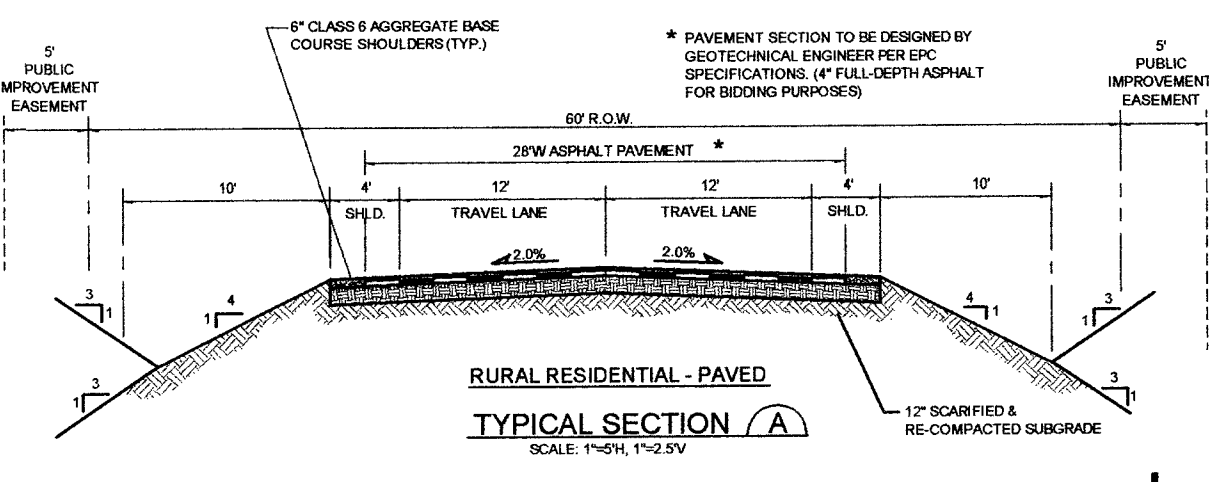 6" CLASS 6 AGGREGATE BASE
COURSE SHOULDERS (TYP.)
* PAVEMENT SECTION TO BE DESIGNED BY
GEOTECHNICAL ENGINEER PER EPC
SPECIFICATIONS. (4" FULL-DEPTH ASPHALT
FOR BIDDING PURPOSES)
5'
PUBLIC
MPROVEMENT
EASEMENT
5'
PUBLIC
IMPROVEMENT
EASEMENT
60' R.O.W.
28'W ASPHALT PAVEMENT *
10'
4'
12'
12'
4'
10'
SHLD.
TRAVEL LANE
TRAVEL LANE
SHLD.
2.0%
2.0%
3
1
4
1
4
1
3
1
3
1
3
1
RURAL RESIDENTIAL - PAVED
TYPICAL SECTION A
SCALE: 1"=5'H, 1"=2.5'V
12" SCARIFIED &
RE-COMPACTED SUBGRADE